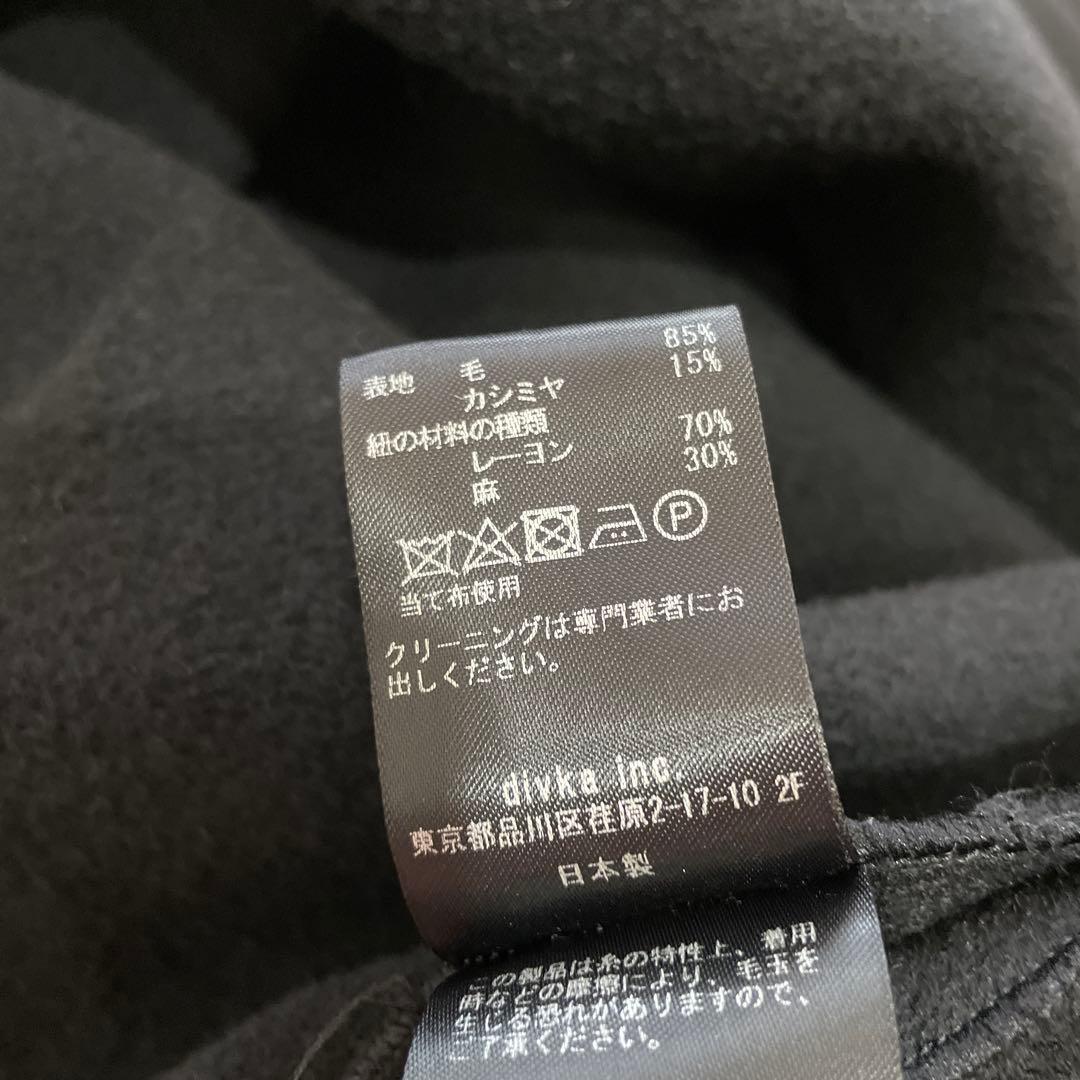 表地 毛 85%
カシミヤ 15%
紐の材料の種類
レーヨン 70%
麻 30%
P
当て布使用
クリーニングは専門業者にお
出しください。
divka inc.
東京都品川区荏原2-17-10 2F
日本製
この製品は糸の特性上、着用
時などの摩擦により、毛玉を
生じる恐れがありますので、
ご了承ください。